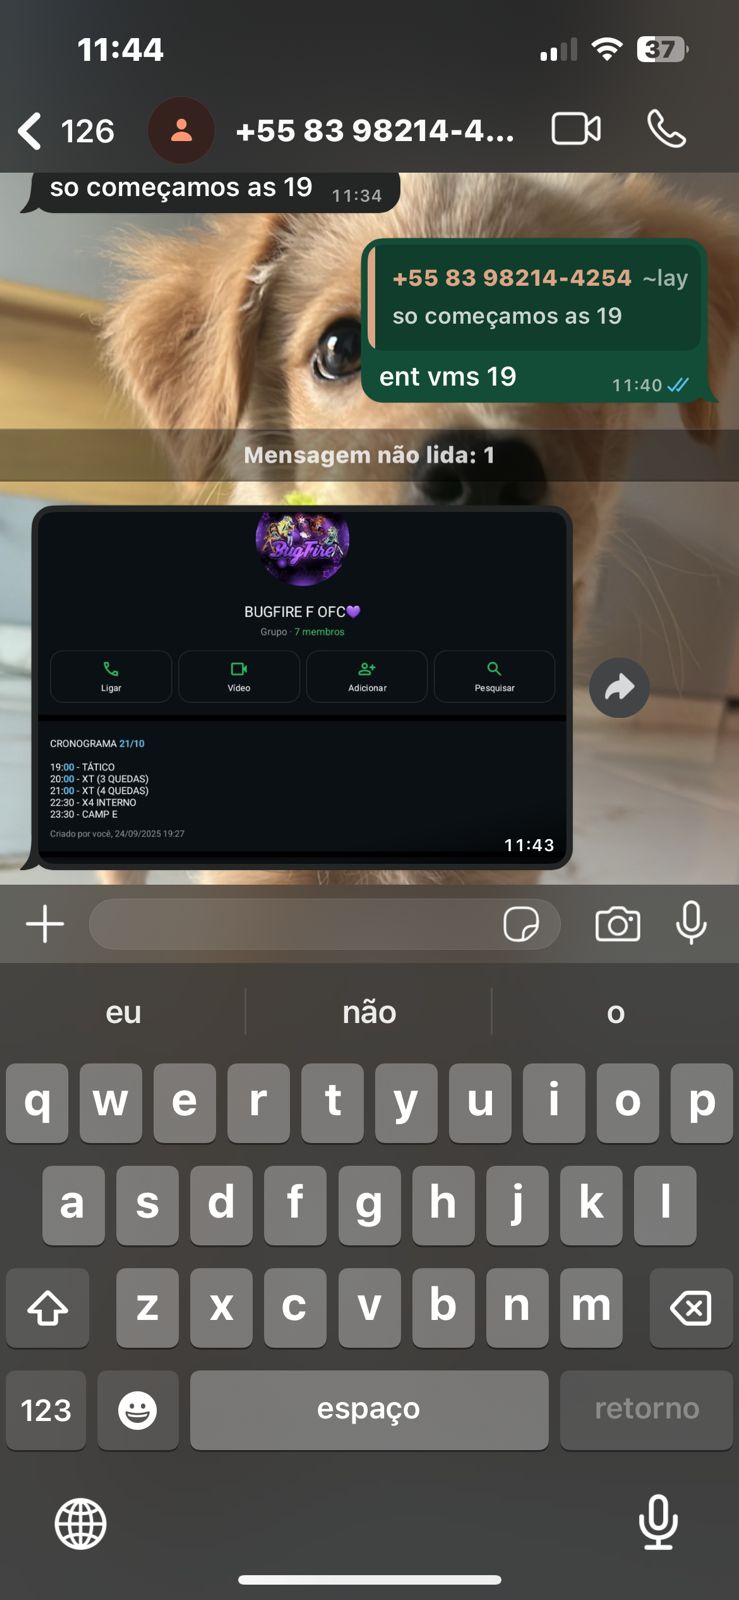 11:44
37
126
+55 83 98214-4...
so começamos as 19 11:34
+55 83 98214-4254 ~lay
so começamos as 19
ent vms 19 11:40
Mensagem não lida: 1
BugFire
BUGFIRE F OFC💜
Grupo · 7 membros
Ligar Vídeo Adicionar Pesquisar
CRONOGRAMA 21/10
19:00 - TÁTICO
20:00 - XT (3 QUEDAS)
21:00 - XT (4 QUEDAS)
22:30 - X4 INTERNO
23:30 - CAMP E
Criado por você, 24/09/2025 19:27
11:43
eu não o
q w e r t y u i o p
a s d f g h j k l
z x c v b n m
123 espaço retorno